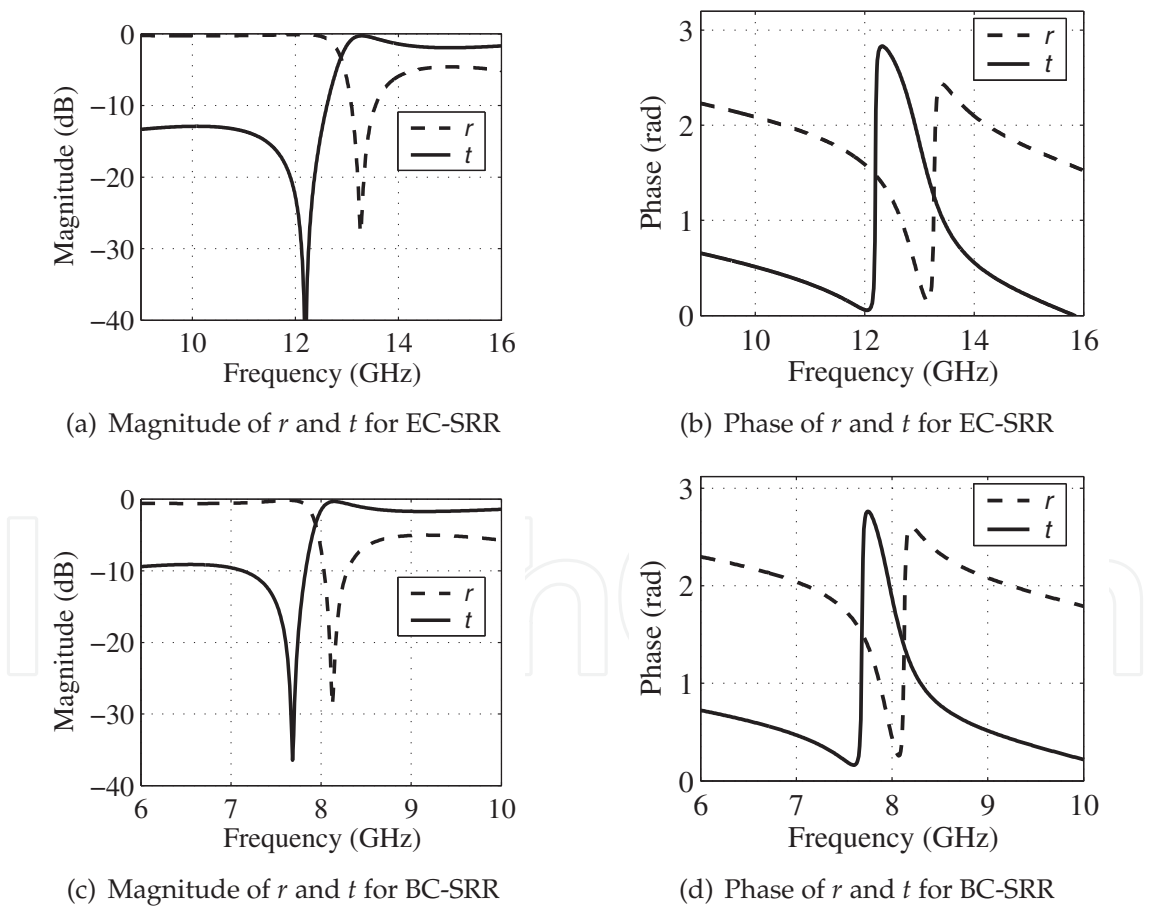 0
−10
−20
−30
−40
Magnitude (dB)
r
t
10 12 14 16
Frequency (GHz)
(a) Magnitude of r and t for EC-SRR
3
2
1
0
Phase (rad)
r
t
10 12 14 16
Frequency (GHz)
(b) Phase of r and t for EC-SRR
0
−10
−20
−30
−40
Magnitude (dB)
r
t
6 7 8 9 10
Frequency (GHz)
(c) Magnitude of r and t for BC-SRR
3
2
1
0
Phase (rad)
r
t
6 7 8 9 10
Frequency (GHz)
(d) Phase of r and t for BC-SRR